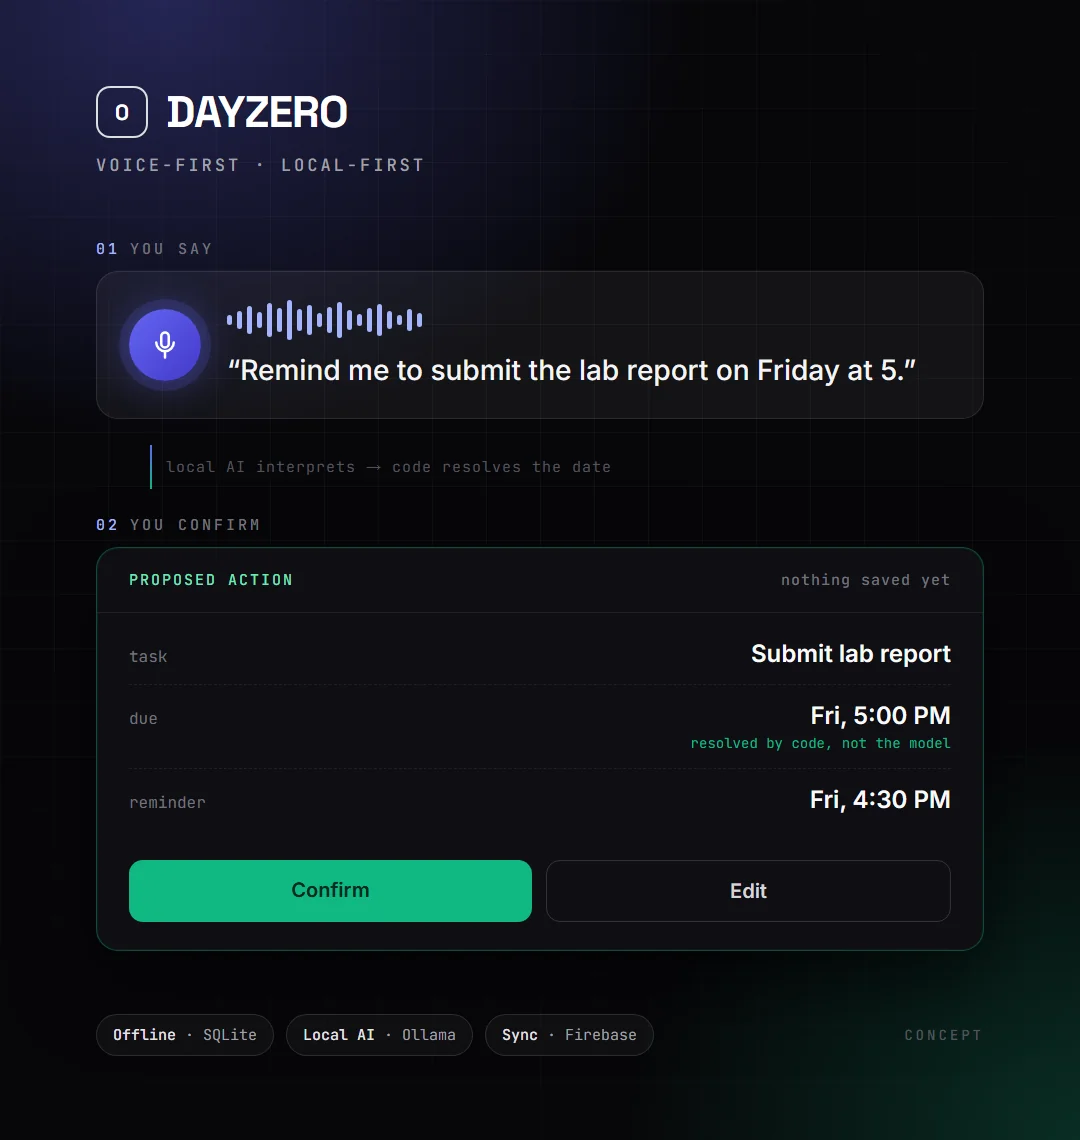 0 DAYZERO
VOICE-FIRST · LOCAL-FIRST
01 YOU SAY
“Remind me to submit the lab report on Friday at 5.”
local AI interprets → code resolves the date
02 YOU CONFIRM
PROPOSED ACTION nothing saved yet
task Submit lab report
due Fri, 5:00 PM
resolved by code, not the model
reminder Fri, 4:30 PM
Confirm Edit
Offline · SQLite Local AI · Ollama Sync · Firebase CONCEPT